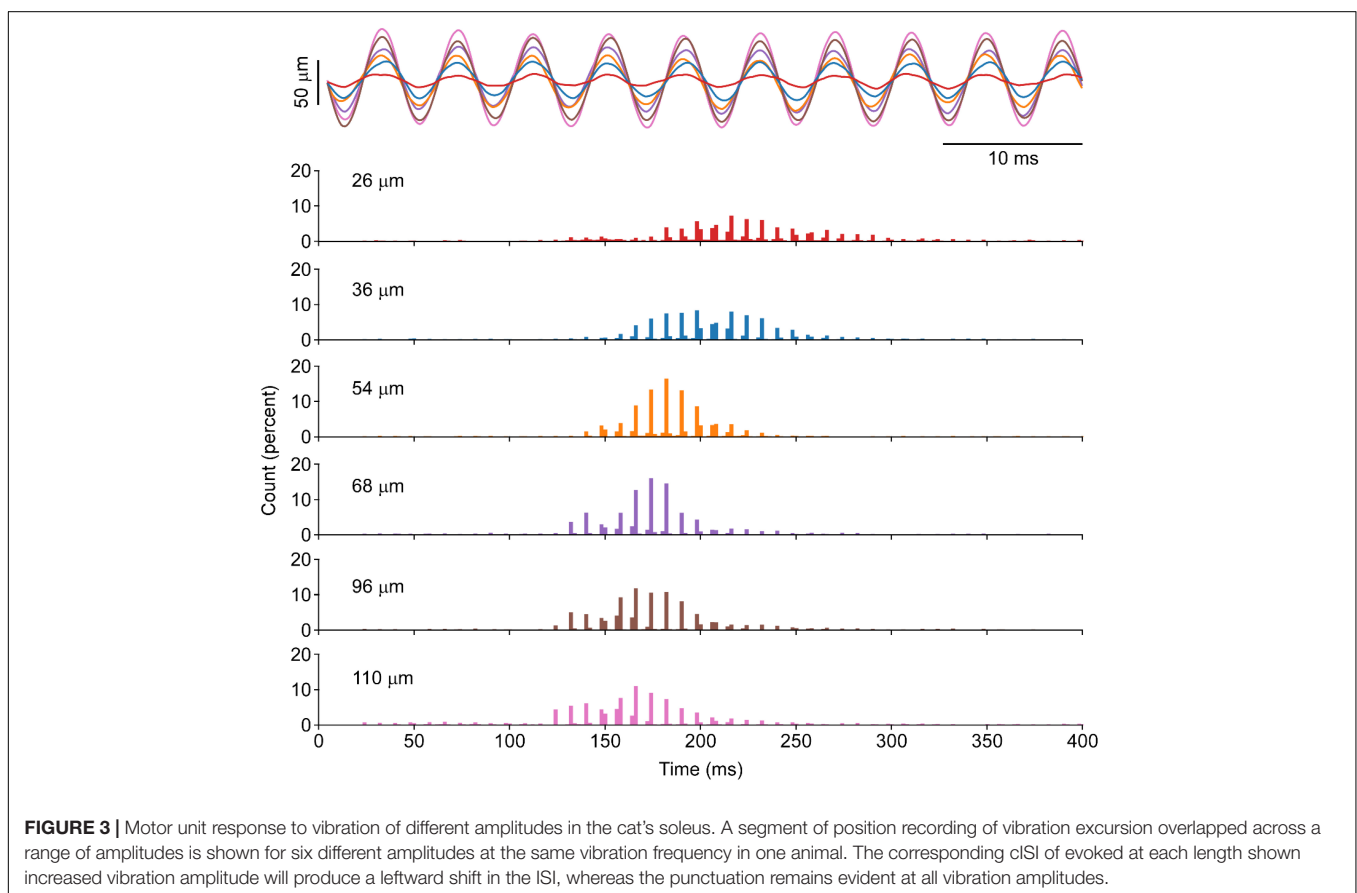 50 μm
10 ms
20
10
0
26 μm
20
10
0
36 μm
20
10
0
54 μm
20
10
0
68 μm
20
10
0
96 μm
20
10
0
110 μm
Count (percent)
0 50 100 150 200 250 300 350 400
Time (ms)
FIGURE 3 | Motor unit response to vibration of different amplitudes in the cat's soleus. A segment of position recording of vibration excursion overlapped across a
range of amplitudes is shown for six different amplitudes at the same vibration frequency in one animal. The corresponding cISI of evoked at each length shown
increased vibration amplitude will produce a leftward shift in the ISI, whereas the punctuation remains evident at all vibration amplitudes.